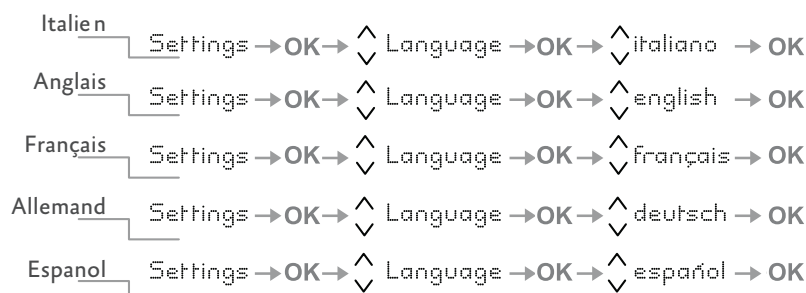 Italien Settings → OK → Language → OK → italiano → OK
Anglais Settings → OK → Language → OK → english → OK
Français Settings → OK → Language → OK → français → OK
Allemand Settings → OK → Language → OK → deutsch → OK
Espanol Settings → OK → Language → OK → español → OK